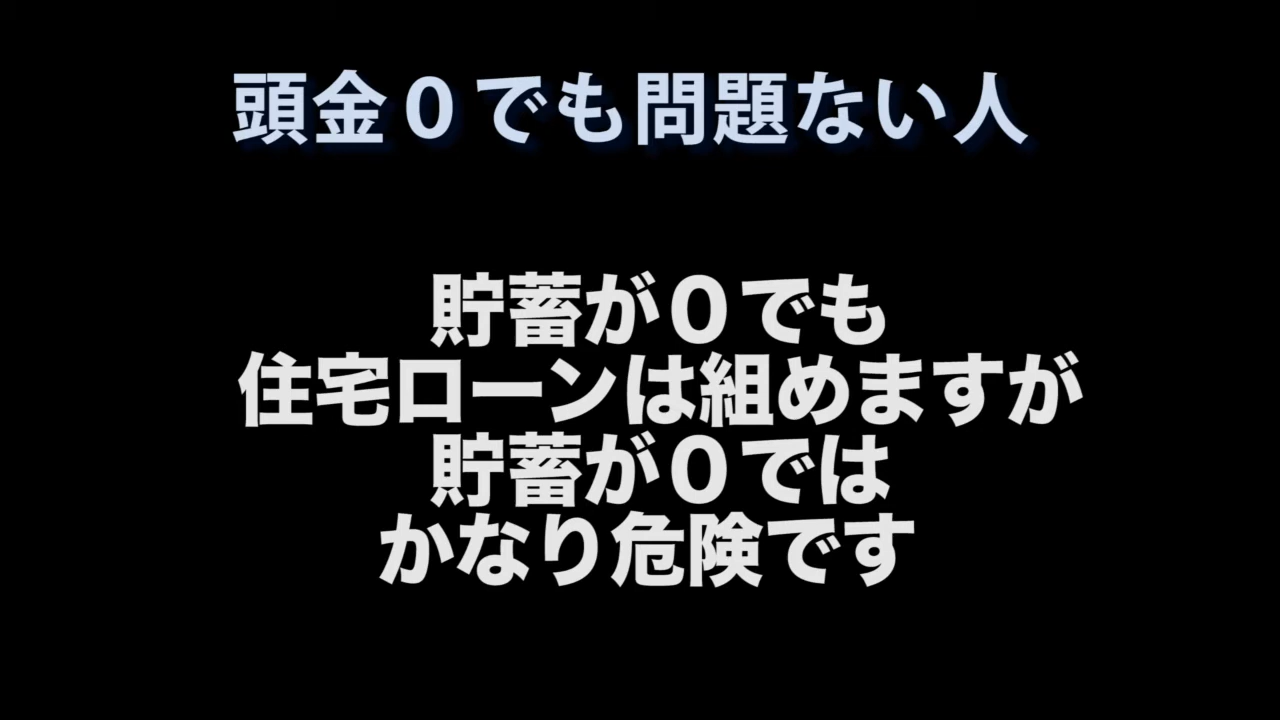 頭金０でも問題ない人
貯蓄が０でも
住宅ローンは組めますが
貯蓄が０では
かなり危険です